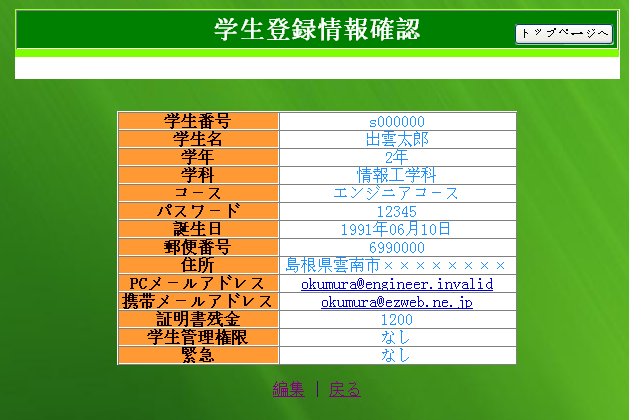 学生登録情報確認
トップページへ
学生番号 s000000
学生名 出雲太郎
学年 2年
学科 情報工学科
コース エンジニアコース
パスワード 12345
誕生日 1991年06月10日
郵便番号 6990000
住所 島根県雲南市××××××××
PCメールアドレス okumura@engineer.invalid
携帯メールアドレス okumura@ezweb.ne.jp
証明書残金 1200
学生管理権限 なし
緊急 なし
編集 | 戻る